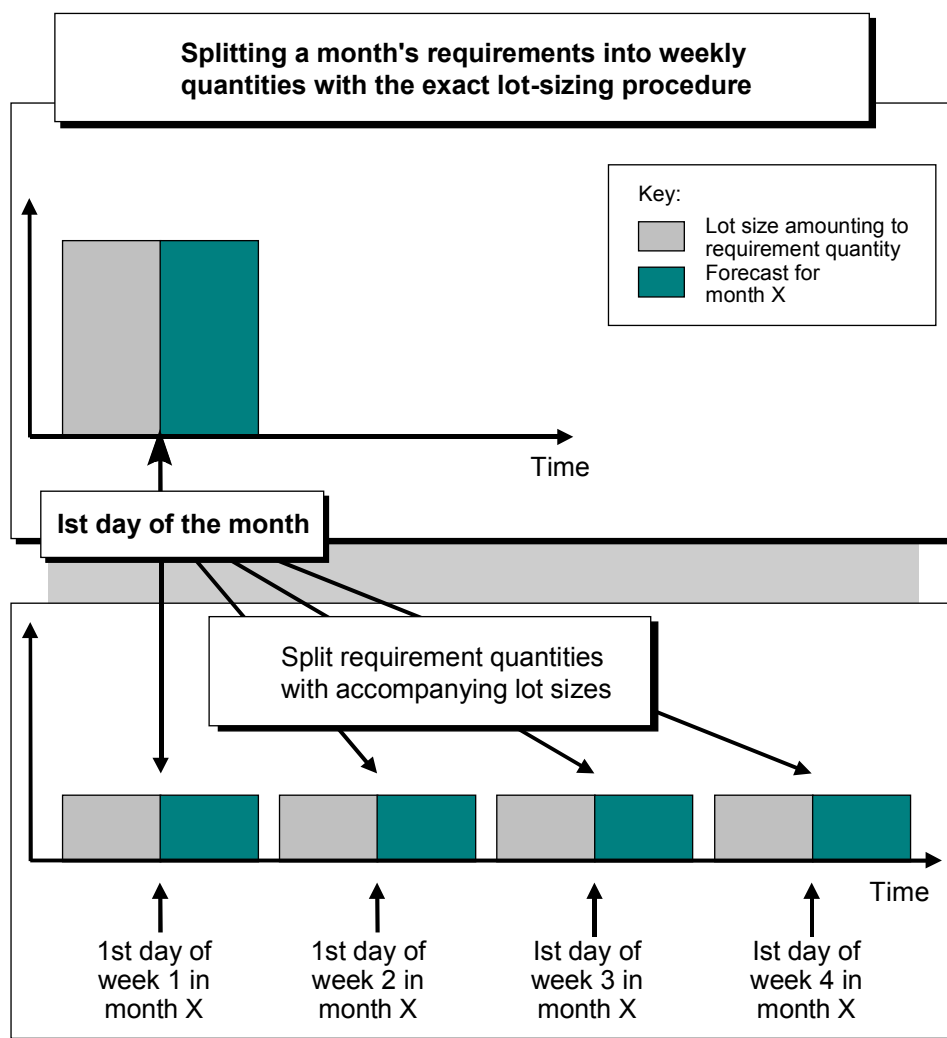 Splitting a month's requirements into weekly
quantities with the exact lot-sizing procedure
Key:
Lot size amounting to
requirement quantity
Forecast for
month X
Time
Ist day of the month
Split requirement quantities
with accompanying lot sizes
Time
1st day of
week 1 in
month X
1st day of
week 2 in
month X
Ist day of
week 3 in
month X
Ist day of
week 4 in
month X